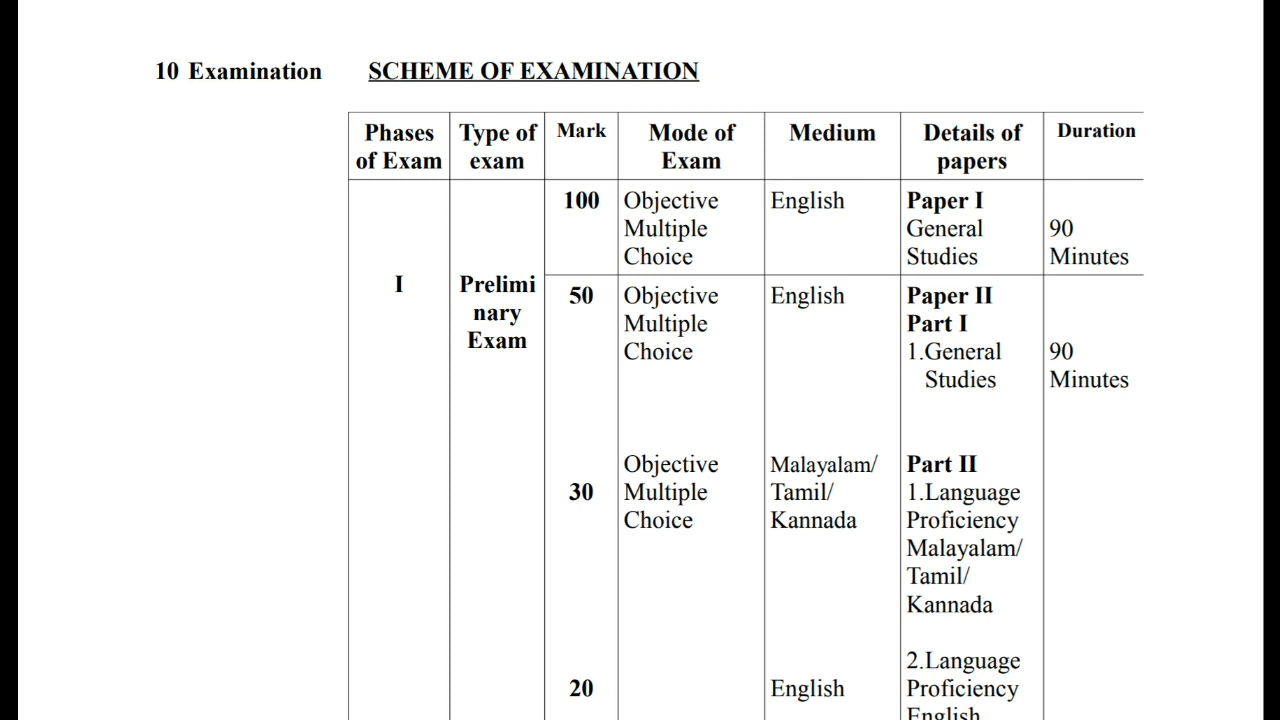 10 Examination SCHEME OF EXAMINATION
Phases of Exam | Type of exam | Mark | Mode of Exam | Medium | Details of papers | Duration
I
Prelimi
nary
Exam
100
Objective
Multiple
Choice
English
Paper I
General
Studies
90
Minutes
50
Objective
Multiple
Choice
English
Paper II
Part I
1.General
Studies
90
Minutes
30
Objective
Multiple
Choice
Malayalam/
Tamil/
Kannada
Part II
1.Language
Proficiency
Malayalam/
Tamil/
Kannada
20
English
2.Language
Proficiency
English